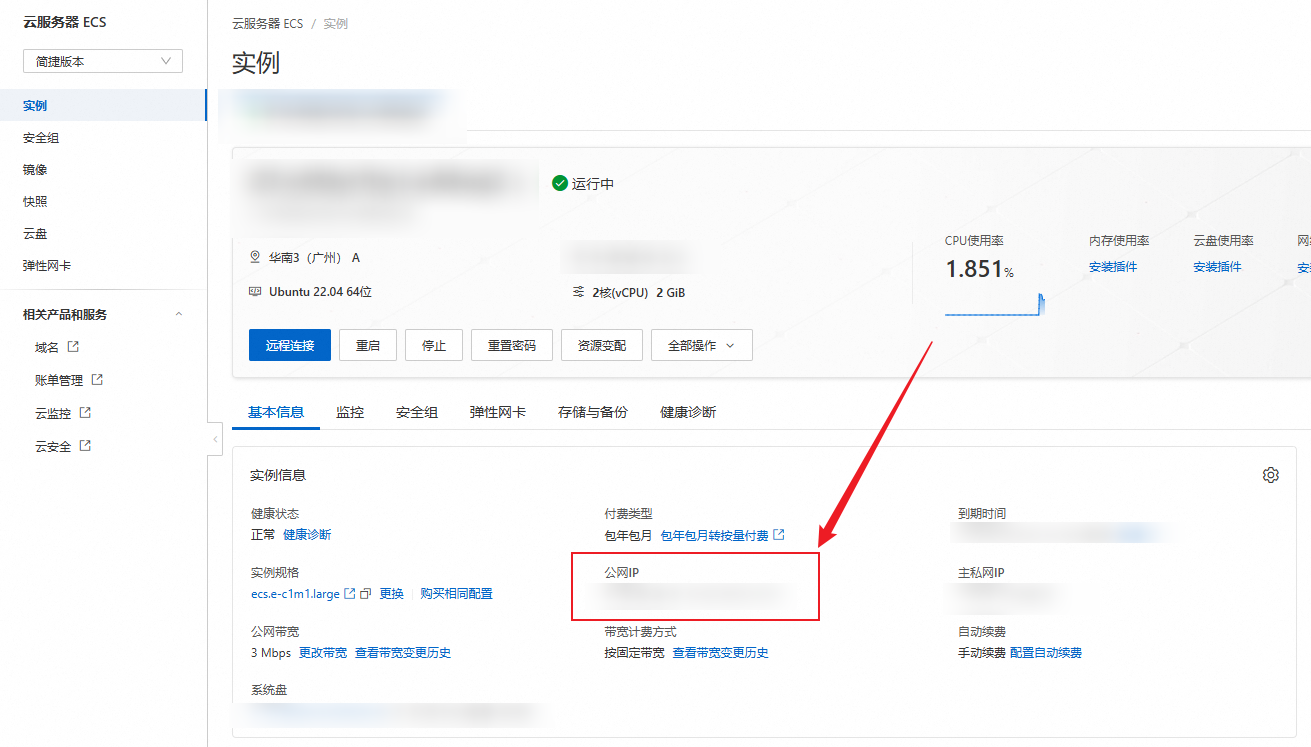 云服务器 ECS
简捷版本
实例
安全组
镜像
快照
云盘
弹性网卡
相关产品和服务
域名
账单管理
云监控
云安全
云服务器 ECS / 实例
实例
运行中
华南3（广州） A
Ubuntu 22.04 64位
2核(vCPU) 2 GiB
CPU使用率 内存使用率 云盘使用率
1.851% 安装插件 安装插件
远程连接 重启 停止 重置密码 资源变配 全部操作
基本信息 监控 安全组 弹性网卡 存储与备份 健康诊断
实例信息
健康状态 付费类型 到期时间
正常 健康诊断 包年包月 包年包月转按量付费
实例规格 公网IP 主私网IP
ecs.e-c1m1.large 更换 购买相同配置
公网带宽 带宽计费方式 自动续费
3 Mbps 更改带宽 查看带宽变更历史 按固定带宽 查看带宽变更历史 手动续费 配置自动续费
系统盘